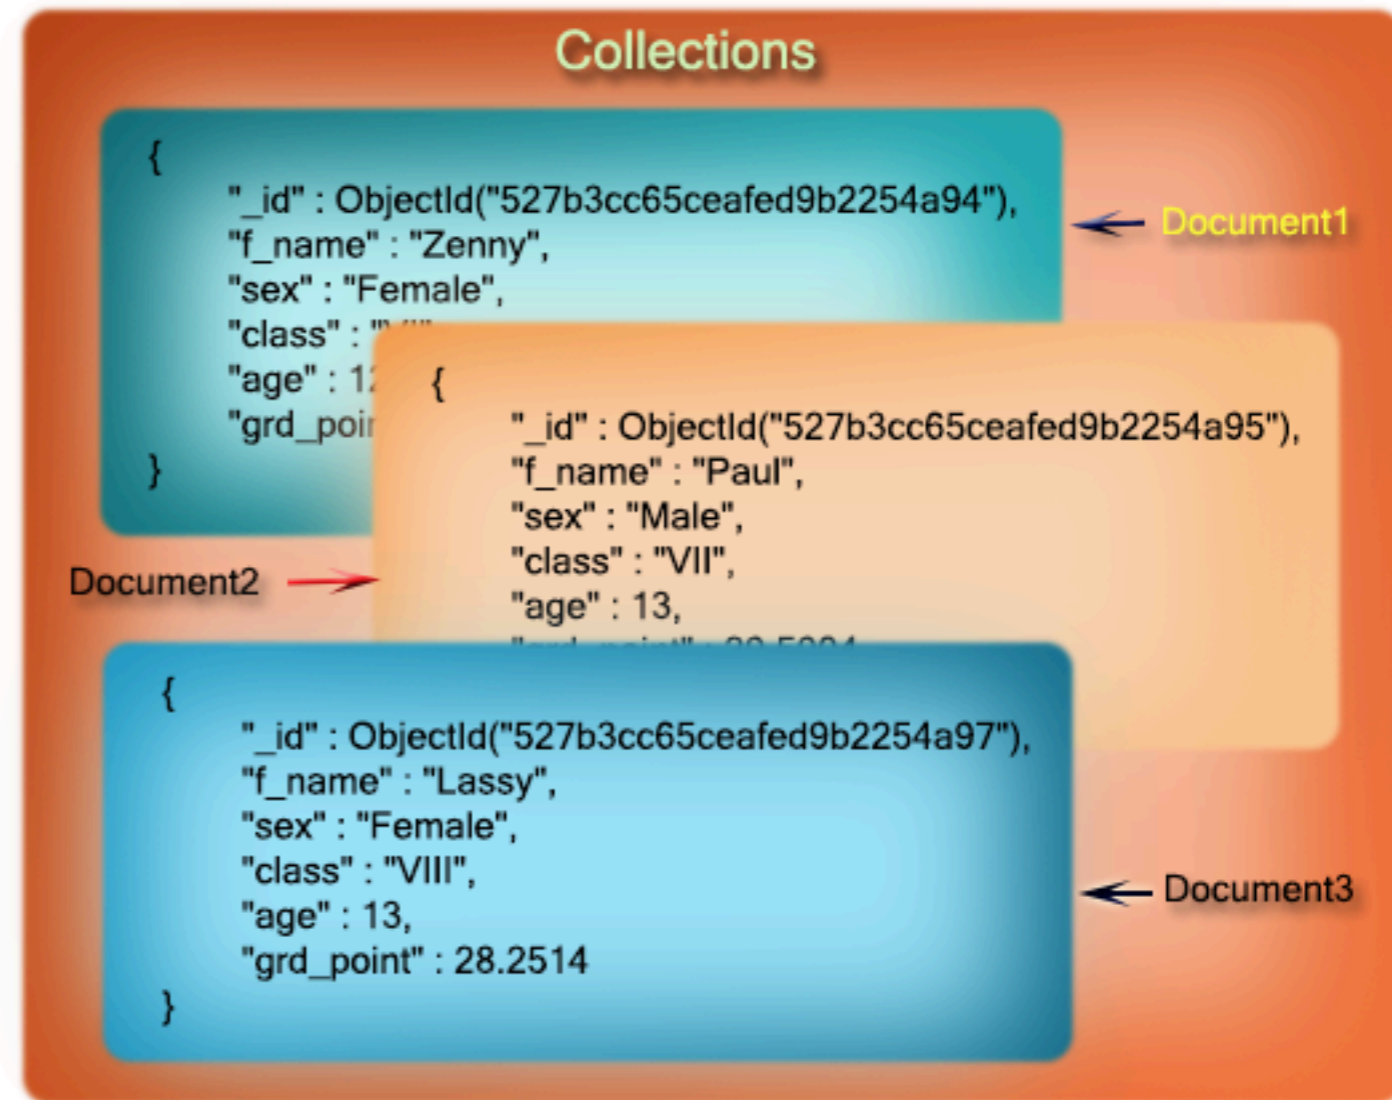 Collections
{
"_id" : ObjectId("527b3cc65ceafed9b2254a94"),
"f_name" : "Zenny",
"sex" : "Female",
"class" :
"age" :
}
Document1
{
"_id" : ObjectId("527b3cc65ceafed9b2254a95"),
"f_name" : "Paul",
"sex" : "Male",
"class" : "VII",
"age" : 13,
Document2
{
"_id" : ObjectId("527b3cc65ceafed9b2254a97"),
"f_name" : "Lassy",
"sex" : "Female",
"class" : "VIII",
"age" : 13,
"grd_point" : 28.2514
}
Document3